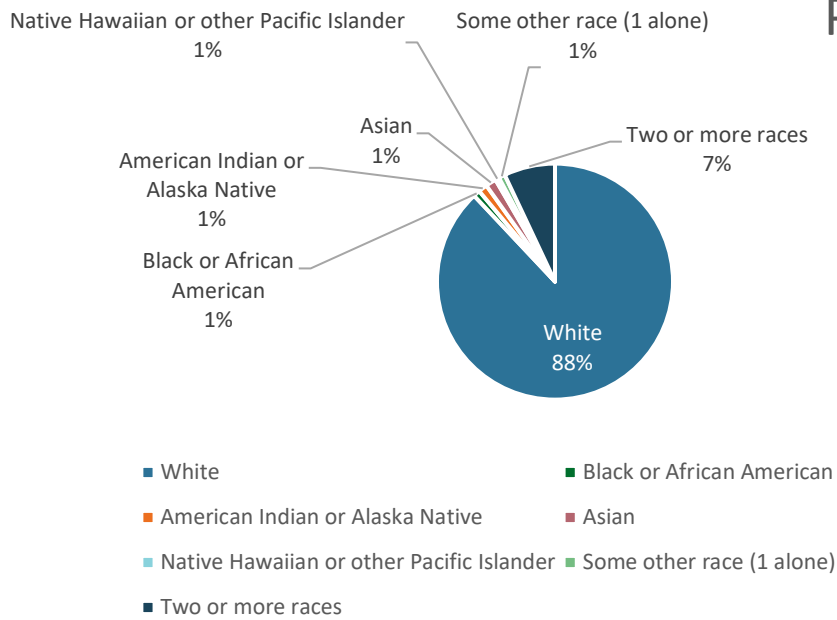 Native Hawaiian or other Pacific Islander
1%
Some other race (1 alone)
1%
Asian
1%
Two or more races
7%
American Indian or
Alaska Native
1%
Black or African
American
1%
White
88%
White
Black or African American
American Indian or Alaska Native
Asian
Native Hawaiian or other Pacific Islander
Some other race (1 alone)
Two or more races